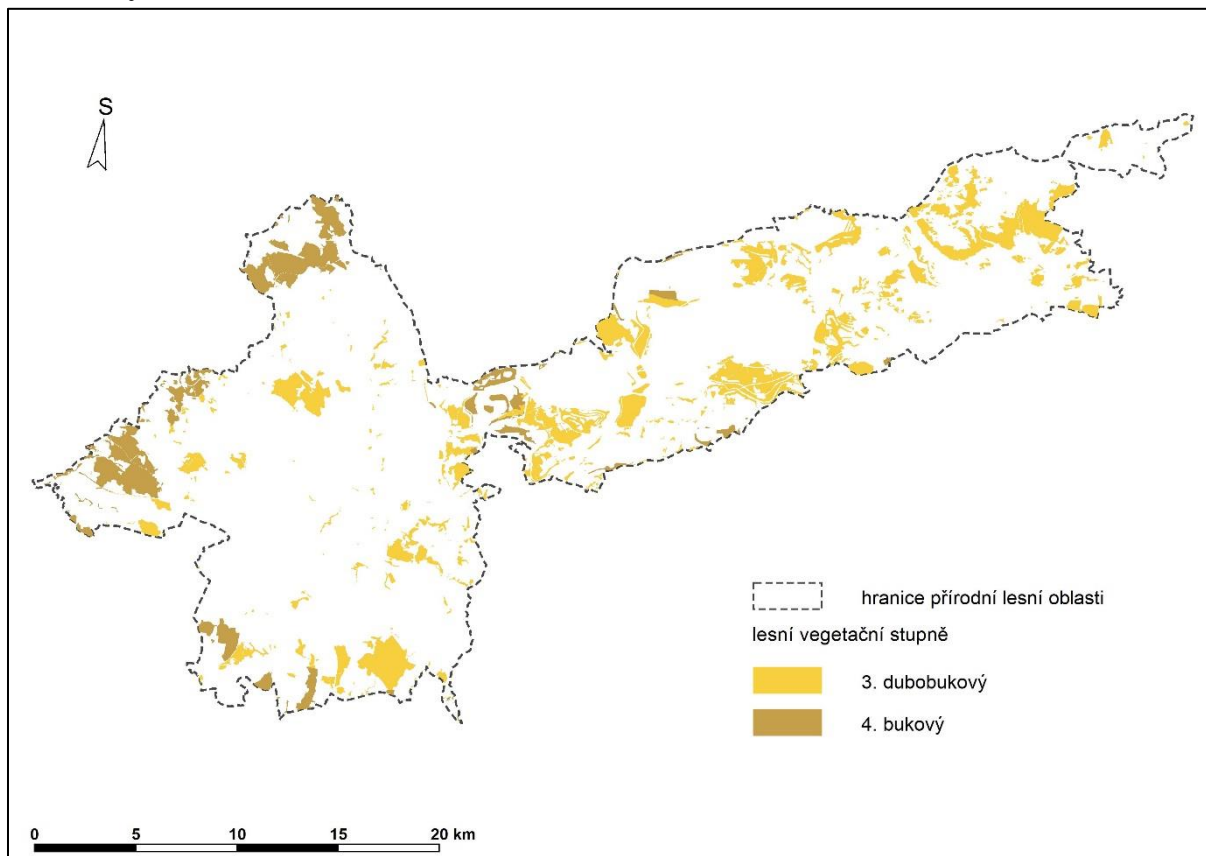 S
hranice přírodní lesní oblasti
lesní vegetační stupně
3. dubobukový
4. bukový
0 5 10 15 20 km